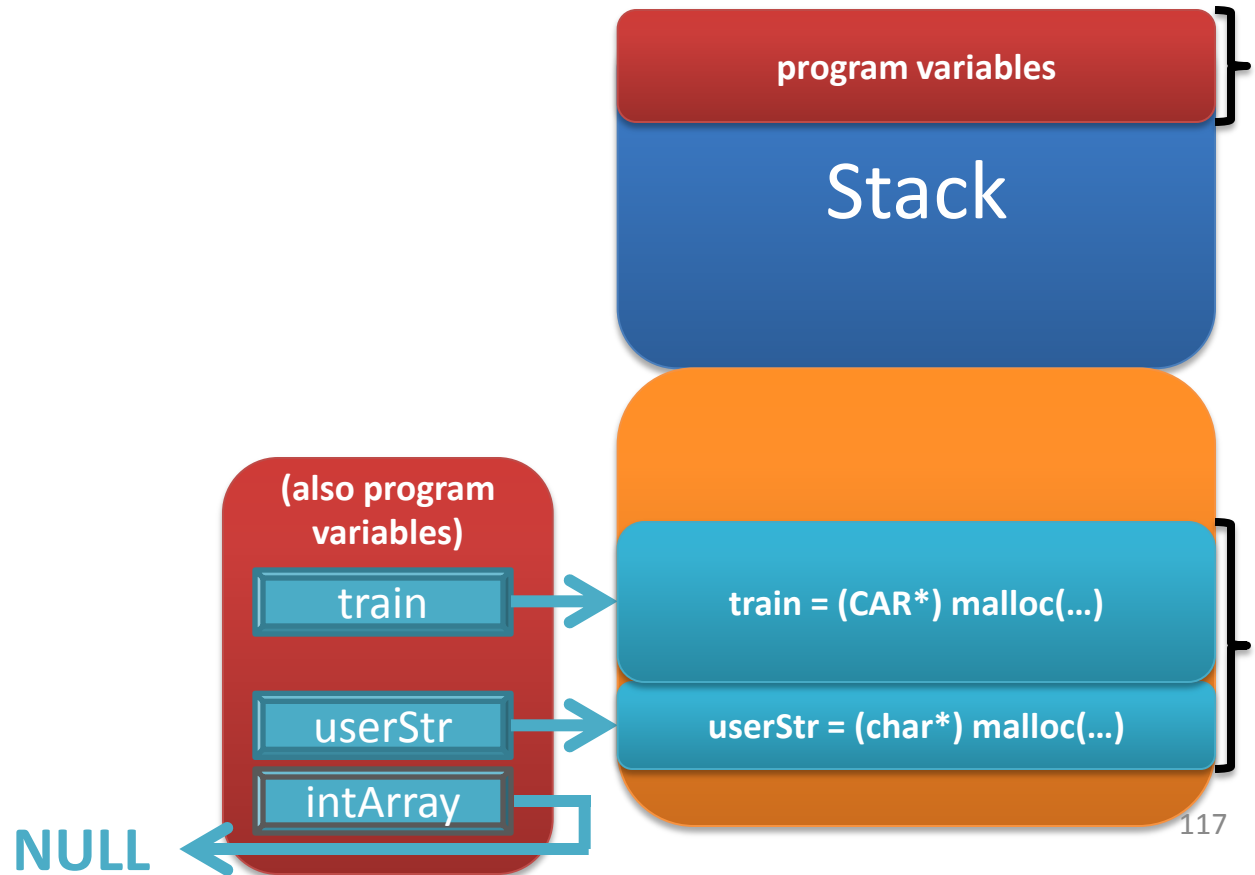 program variables
Stack
(also program
variables)
train
train = (CAR*) malloc(…)
userStr
userStr = (char*) malloc(…)
intArray
NULL
117